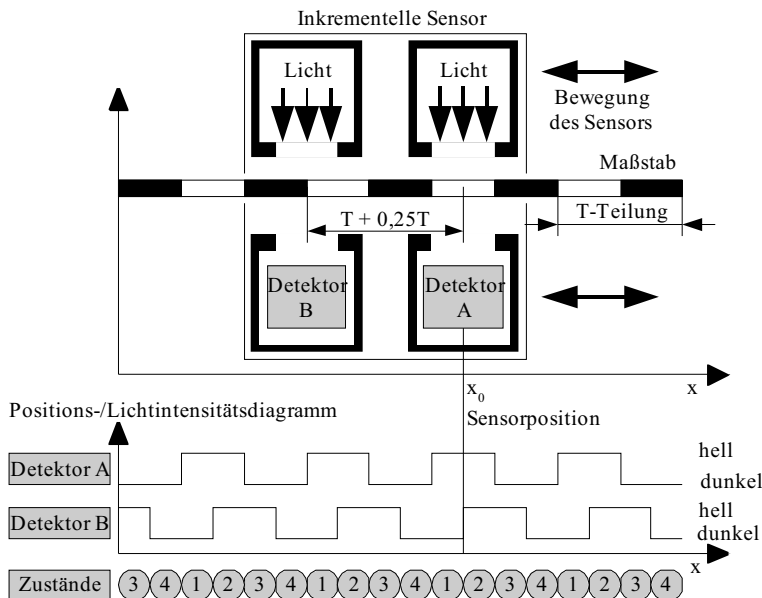 Inkrementelle Sensor
Licht Licht
Bewegung
des Sensors
Maßstab
T + 0,25T
T-Teilung
Detektor
B
Detektor
A
x₀ x
Positions-/Lichtintensitätsdiagramm
Sensorposition
Detektor A
hell
dunkel
Detektor B
hell
dunkel
x
Zustände 3 4 1 2 3 4 1 2 3 4 1 2 3 4 1 2 3 4